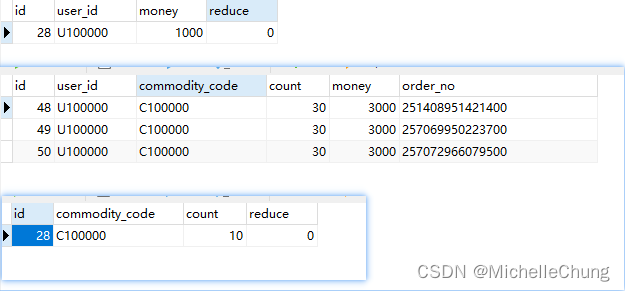 id user_id money reduce
28 U100000 1000 0
id user_id commodity_code count money order_no
48 U100000 C100000 30 3000 251408951421400
49 U100000 C100000 30 3000 257069950223700
50 U100000 C100000 30 3000 257072966079500
id commodity_code count reduce
28 C100000 10 0
CSDN @MichelleChung